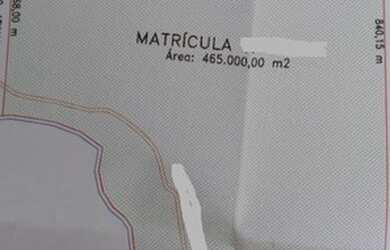 MATRÍCULA
Área: 465.000,00 m2
840,15 m